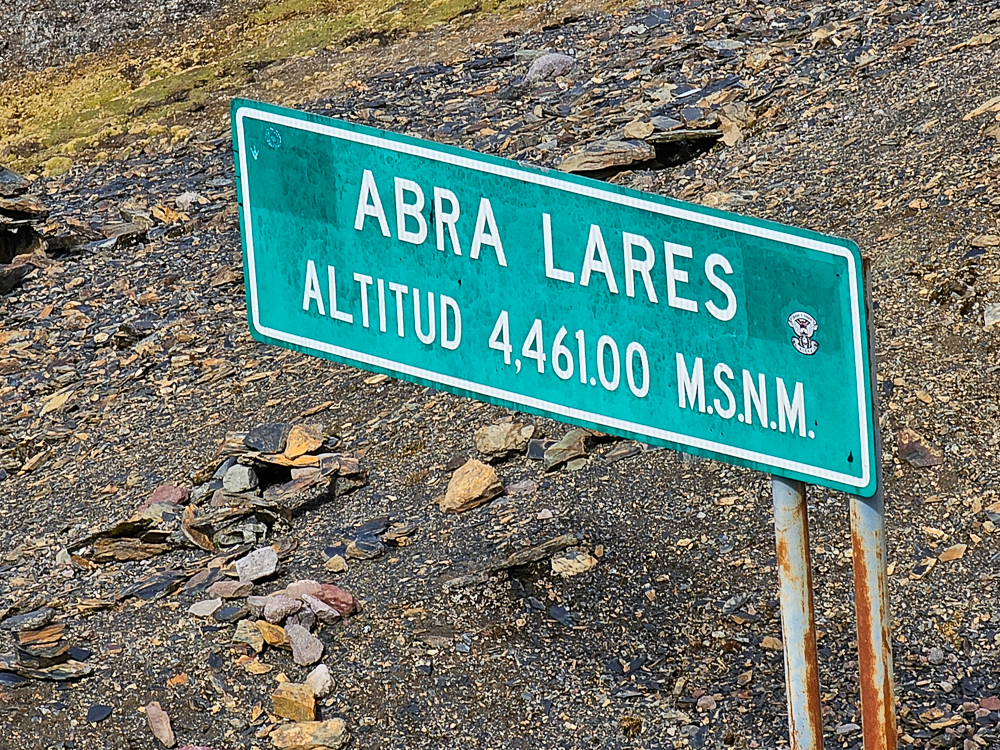 ABRA LARES
ALTITUD 4,461.00 M.S.N.M.